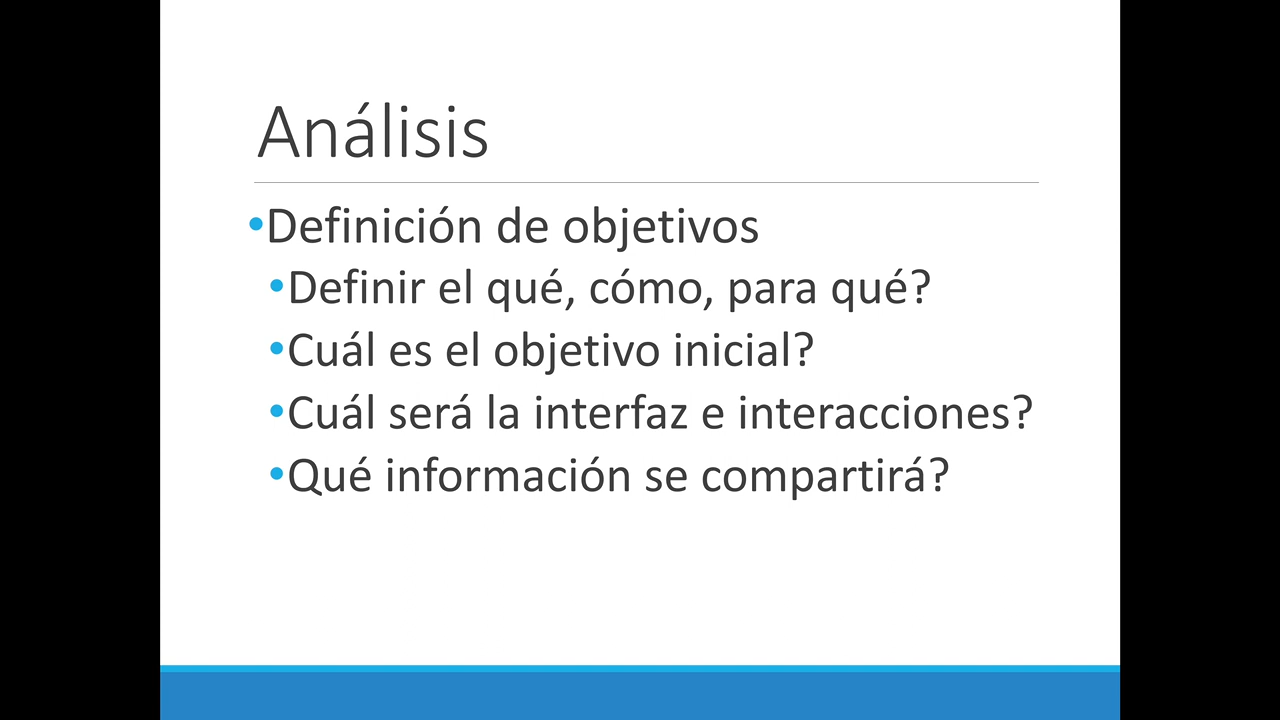 Análisis
•Definición de objetivos
•Definir el qué, cómo, para qué?
•Cuál es el objetivo inicial?
•Cuál será la interfaz e interacciones?
•Qué información se compartirá?